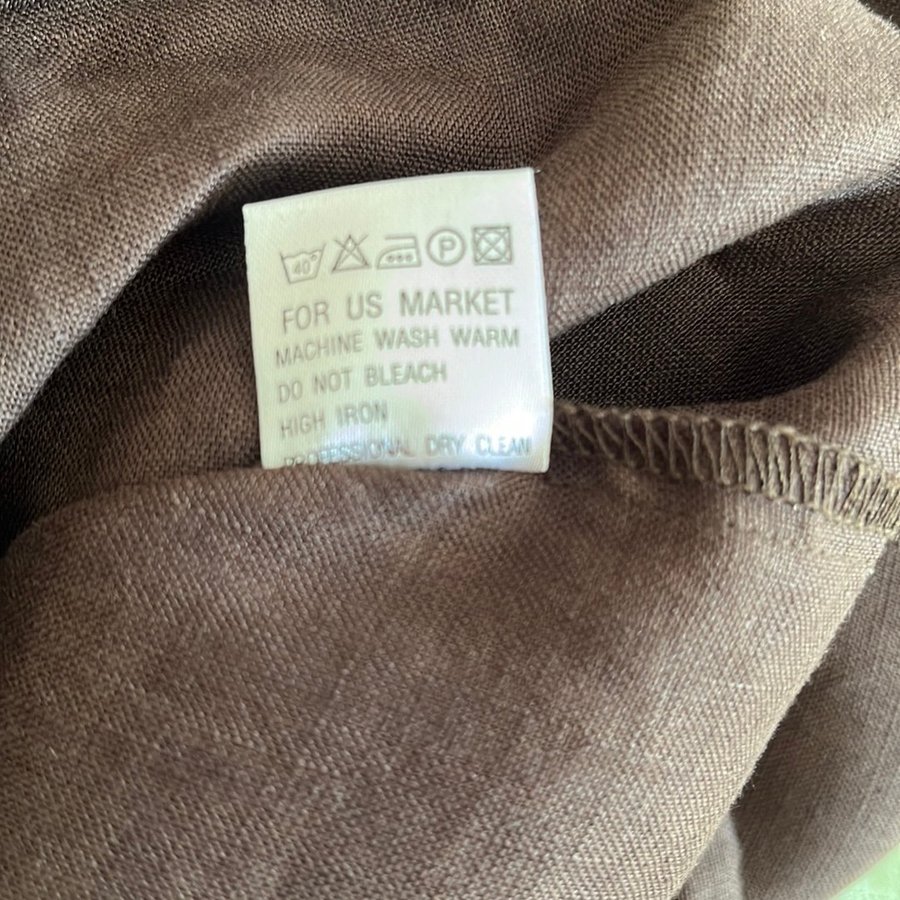 40°
P
FOR US MARKET
MACHINE WASH WARM
DO NOT BLEACH
HIGH IRON
PROFESSIONAL DRY CLEAN